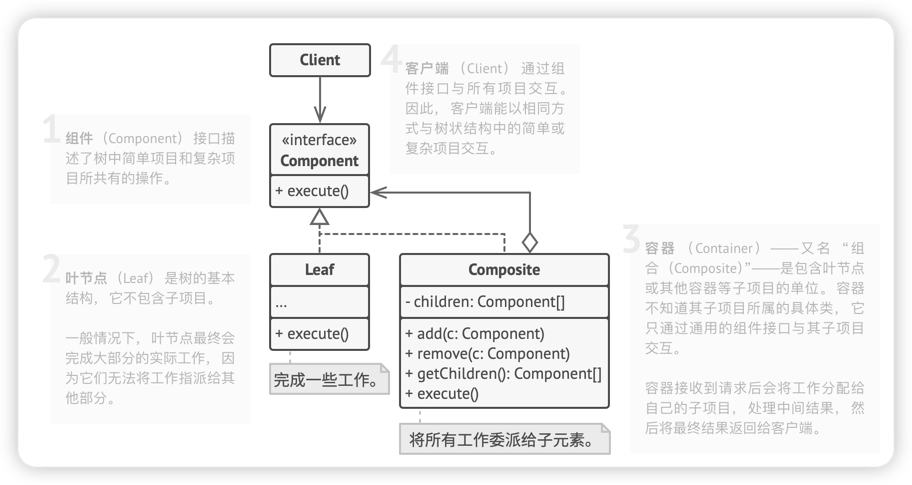 Client
4
客户端 （Client） 通过组
件接口与所有项目交互。
因此， 客户端能以相同方
式与树状结构中的简单或
复杂项目交互。
1
组件 （Component） 接口描
述了树中简单项目和复杂项
目所共有的操作。
«interface»
Component
+ execute()
2
叶节点 （Leaf） 是树的基本
结构， 它不包含子项目。
一般情况下， 叶节点最终会
完成大部分的实际工作， 因
为它们无法将工作指派给其
他部分。
Leaf
...
+ execute()
完成一些工作。
Composite
- children: Component[]
+ add(c: Component)
+ remove(c: Component)
+ getChildren(): Component[]
+ execute()
将所有工作委派给子元素。
3
容器 （Container）——又名 “组
合 （Composite）”——是包含叶节点
或其他容器等子项目的单位。 容器
不知道其子项目所属的具体类， 它
只通过通用的组件接口与其子项目
交互。
容器接收到请求后会将工作分配给
自己的子项目， 处理中间结果， 然
后将最终结果返回给客户端。